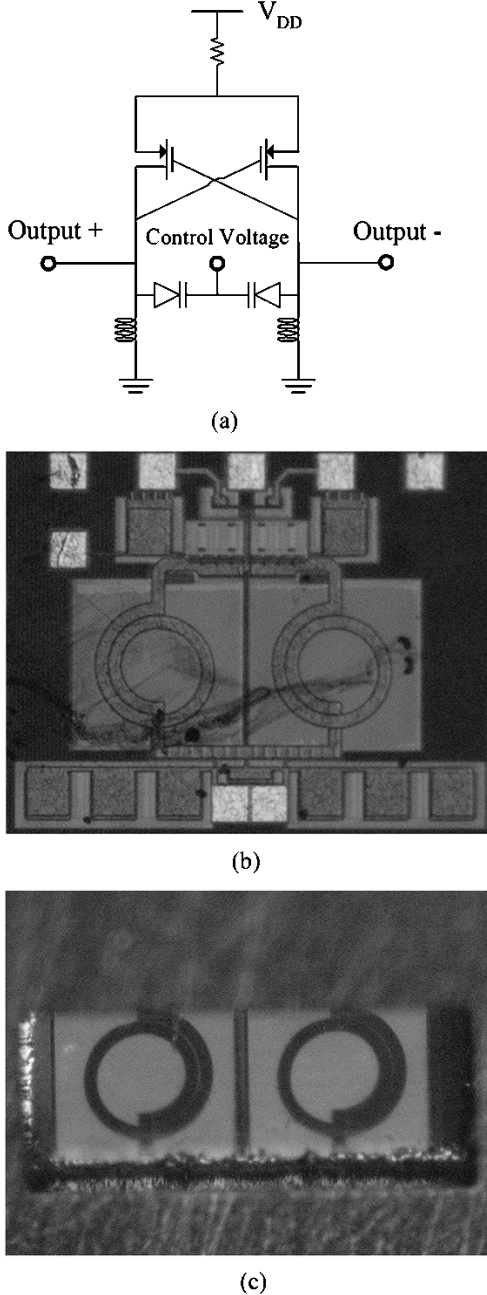 V_DD
Output +
Control Voltage
Output -
(a)
(b)
(c)